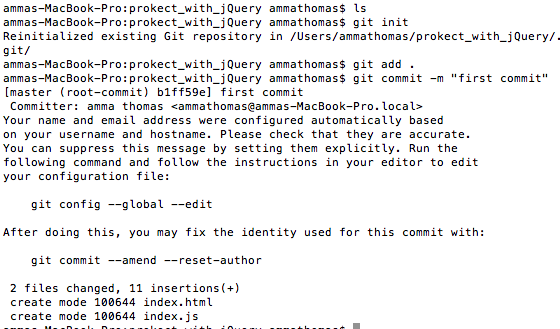 ammas-MacBook-Pro:prokect_with_jQuery ammathomas$ ls
ammas-MacBook-Pro:prokect_with_jQuery ammathomas$ git init
Reinitialized existing Git repository in /Users/ammathomas/prokect_with_jQuery/.
git/
ammas-MacBook-Pro:prokect_with_jQuery ammathomas$ git add .
ammas-MacBook-Pro:prokect_with_jQuery ammathomas$ git commit -m "first commit"
[master (root-commit) b1ff59e] first commit
 Committer: amma thomas <ammathomas@ammas-MacBook-Pro.local>
Your name and email address were configured automatically based
on your username and hostname. Please check that they are accurate.
You can suppress this message by setting them explicitly. Run the
following command and follow the instructions in your editor to edit
your configuration file:

    git config --global --edit

After doing this, you may fix the identity used for this commit with:

    git commit --amend --reset-author

 2 files changed, 11 insertions(+)
 create mode 100644 index.html
 create mode 100644 index.js
ammas-MacBook-Pro:prokect_with_jQuery ammathomas$